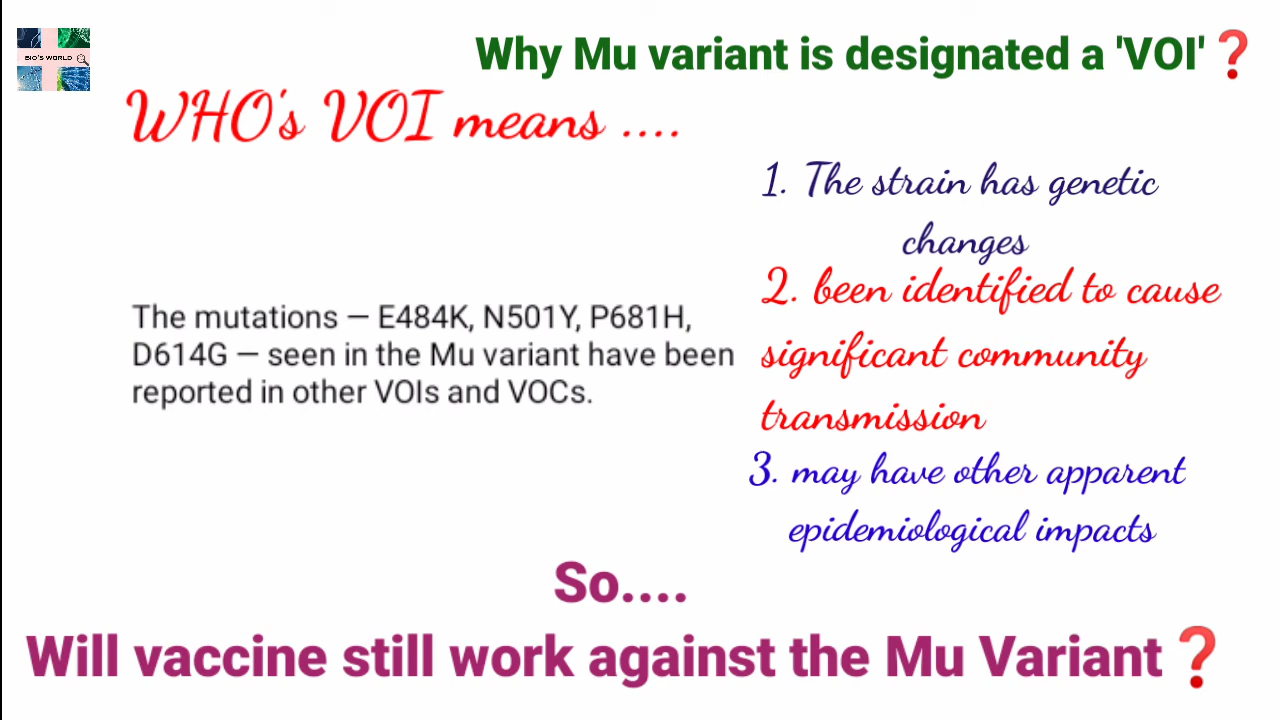 BIO'S WORLD
Why Mu variant is designated a 'VOI'❓
WHO's VOI means ....
1. The strain has genetic
changes
2. been identified to cause
significant community
transmission
3. may have other apparent
epidemiological impacts
The mutations — E484K, N501Y, P681H,
D614G — seen in the Mu variant have been
reported in other VOIs and VOCs.
So....
Will vaccine still work against the Mu Variant❓